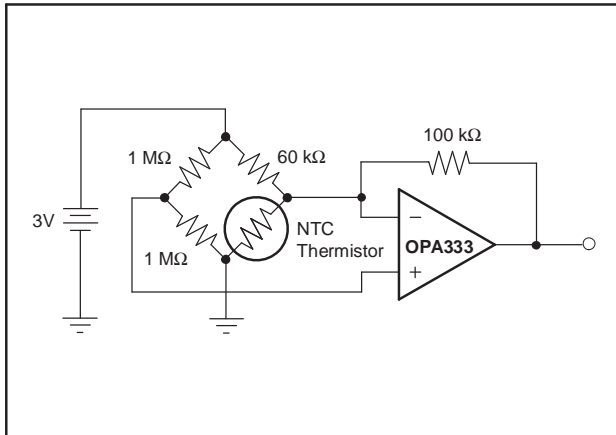 100 kΩ
1 MΩ
60 kΩ
3V
NTC
Thermistor
1 MΩ
−
OPA333
+